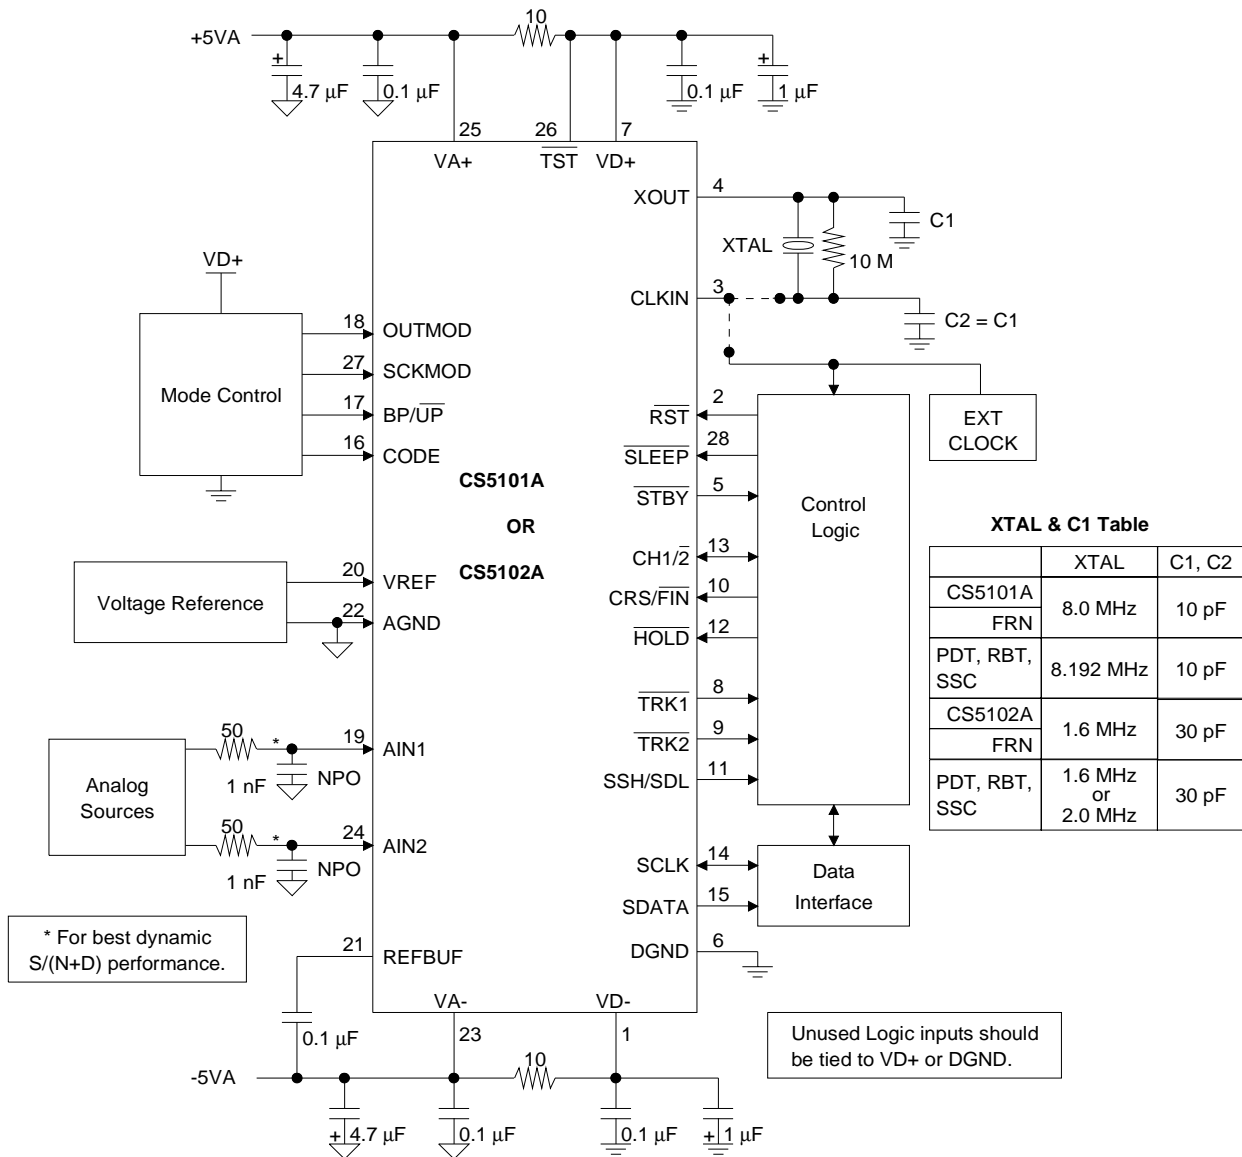 10
+5VA
+
4.7 µF
0.1 µF
0.1 µF
+
1 µF
25
26
7
VA+
TST
VD+
XOUT
4
C1
XTAL
10 M
VD+
CLKIN
3
C2 = C1
Mode Control
18
OUTMOD
27
SCKMOD
17
BP/UP
16
CODE
RST
2
SLEEP
28
STBY
5
EXT
CLOCK
CS5101A
OR
CS5102A
Control
Logic
CH1/2
13
CRS/FIN
10
HOLD
12
TRK1
8
TRK2
9
SSH/SDL
11
Voltage Reference
20
VREF
22
AGND
XTAL & C1 Table
XTAL C1, C2
CS5101A
FRN
8.0 MHz 10 pF
PDT, RBT,
SSC
8.192 MHz 10 pF
CS5102A
FRN
1.6 MHz 30 pF
PDT, RBT,
SSC
1.6 MHz
or
2.0 MHz
30 pF
Analog
Sources
50
*
19
AIN1
1 nF
NPO
50
*
24
AIN2
1 nF
NPO
SCLK
14
SDATA
15
Data
Interface
DGND
6
* For best dynamic
S/(N+D) performance.
21
REFBUF
0.1 µF
VA-
VD-
23
1
Unused Logic inputs should
be tied to VD+ or DGND.
-5VA
10
+
4.7 µF
0.1 µF
0.1 µF
+
1 µF